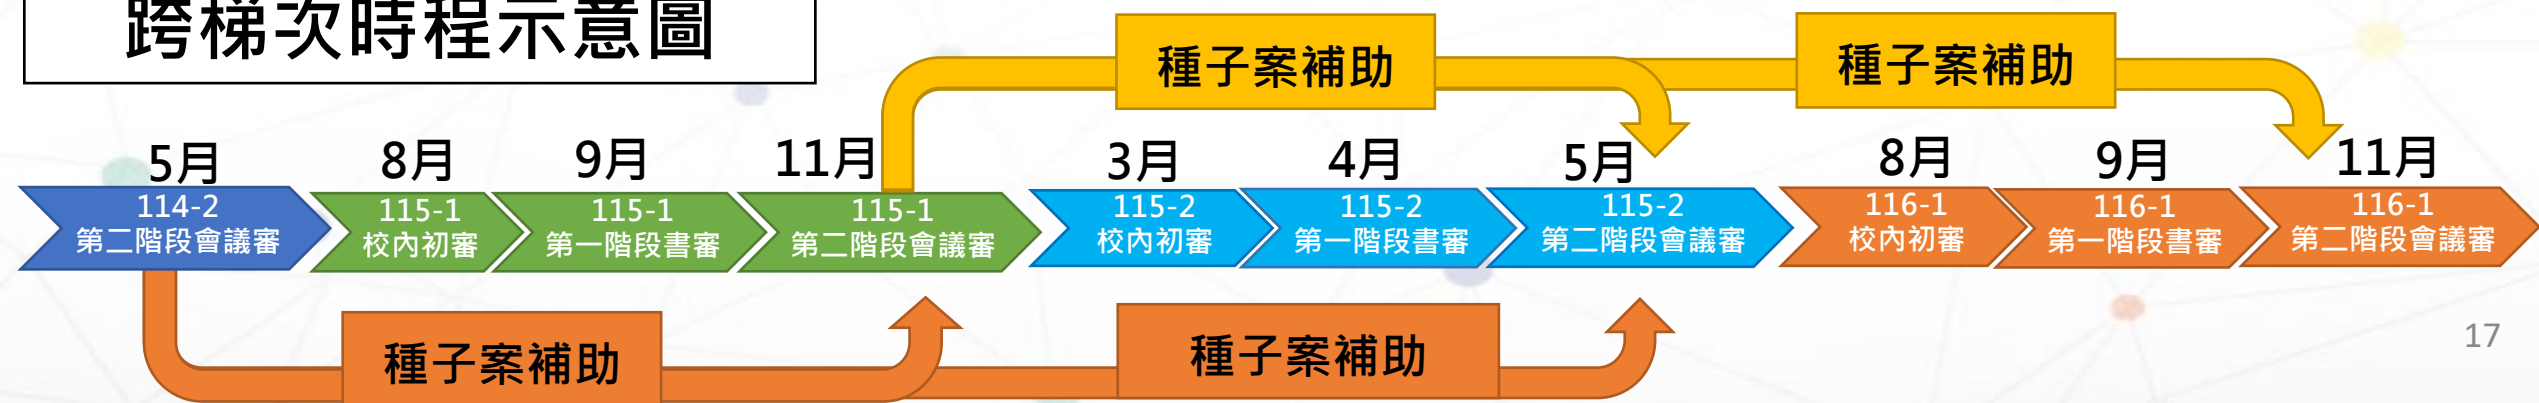 跨梯次時程示意圖
種子案補助
種子案補助
5月
8月
9月
11月
3月
4月
5月
8月
9月
11月
114-2
第二階段會議審
115-1
校內初審
115-1
第一階段書審
115-1
第二階段會議審
115-2
校內初審
115-2
第一階段書審
115-2
第二階段會議審
116-1
校內初審
116-1
第一階段書審
116-1
第二階段會議審
種子案補助
種子案補助
17